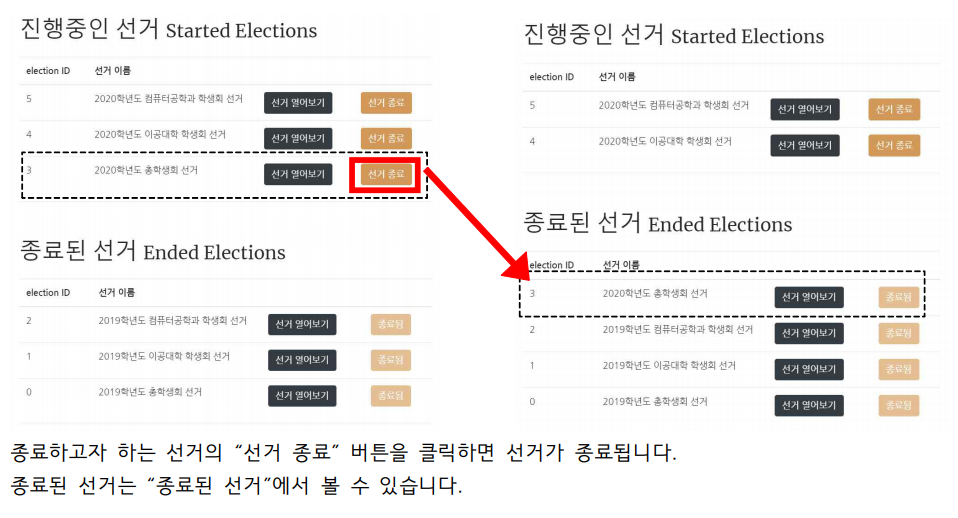 진행중인 선거 Started Elections
election ID 선거 이름
5 2020학년도 컴퓨터공학과 학생회 선거 선거 열어보기 선거 종료
4 2020학년도 이공대학 학생회 선거 선거 열어보기 선거 종료
3 2020학년도 총학생회 선거 선거 열어보기 선거 종료
종료된 선거 Ended Elections
election ID 선거 이름
2 2019학년도 컴퓨터공학과 학생회 선거 선거 열어보기 종료됨
1 2019학년도 이공대학 학생회 선거 선거 열어보기 종료됨
0 2019학년도 총학생회 선거 선거 열어보기 종료됨
진행중인 선거 Started Elections
election ID 선거 이름
5 2020학년도 컴퓨터공학과 학생회 선거 선거 열어보기 선거 종료
4 2020학년도 이공대학 학생회 선거 선거 열어보기 선거 종료
종료된 선거 Ended Elections
election ID 선거 이름
3 2020학년도 총학생회 선거 선거 열어보기 종료됨
2 2019학년도 컴퓨터공학과 학생회 선거 선거 열어보기 종료됨
1 2019학년도 이공대학 학생회 선거 선거 열어보기 종료됨
0 2019학년도 총학생회 선거 선거 열어보기 종료됨
종료하고자 하는 선거의 “선거 종료” 버튼을 클릭하면 선거가 종료됩니다.
종료된 선거는 “종료된 선거”에서 볼 수 있습니다.